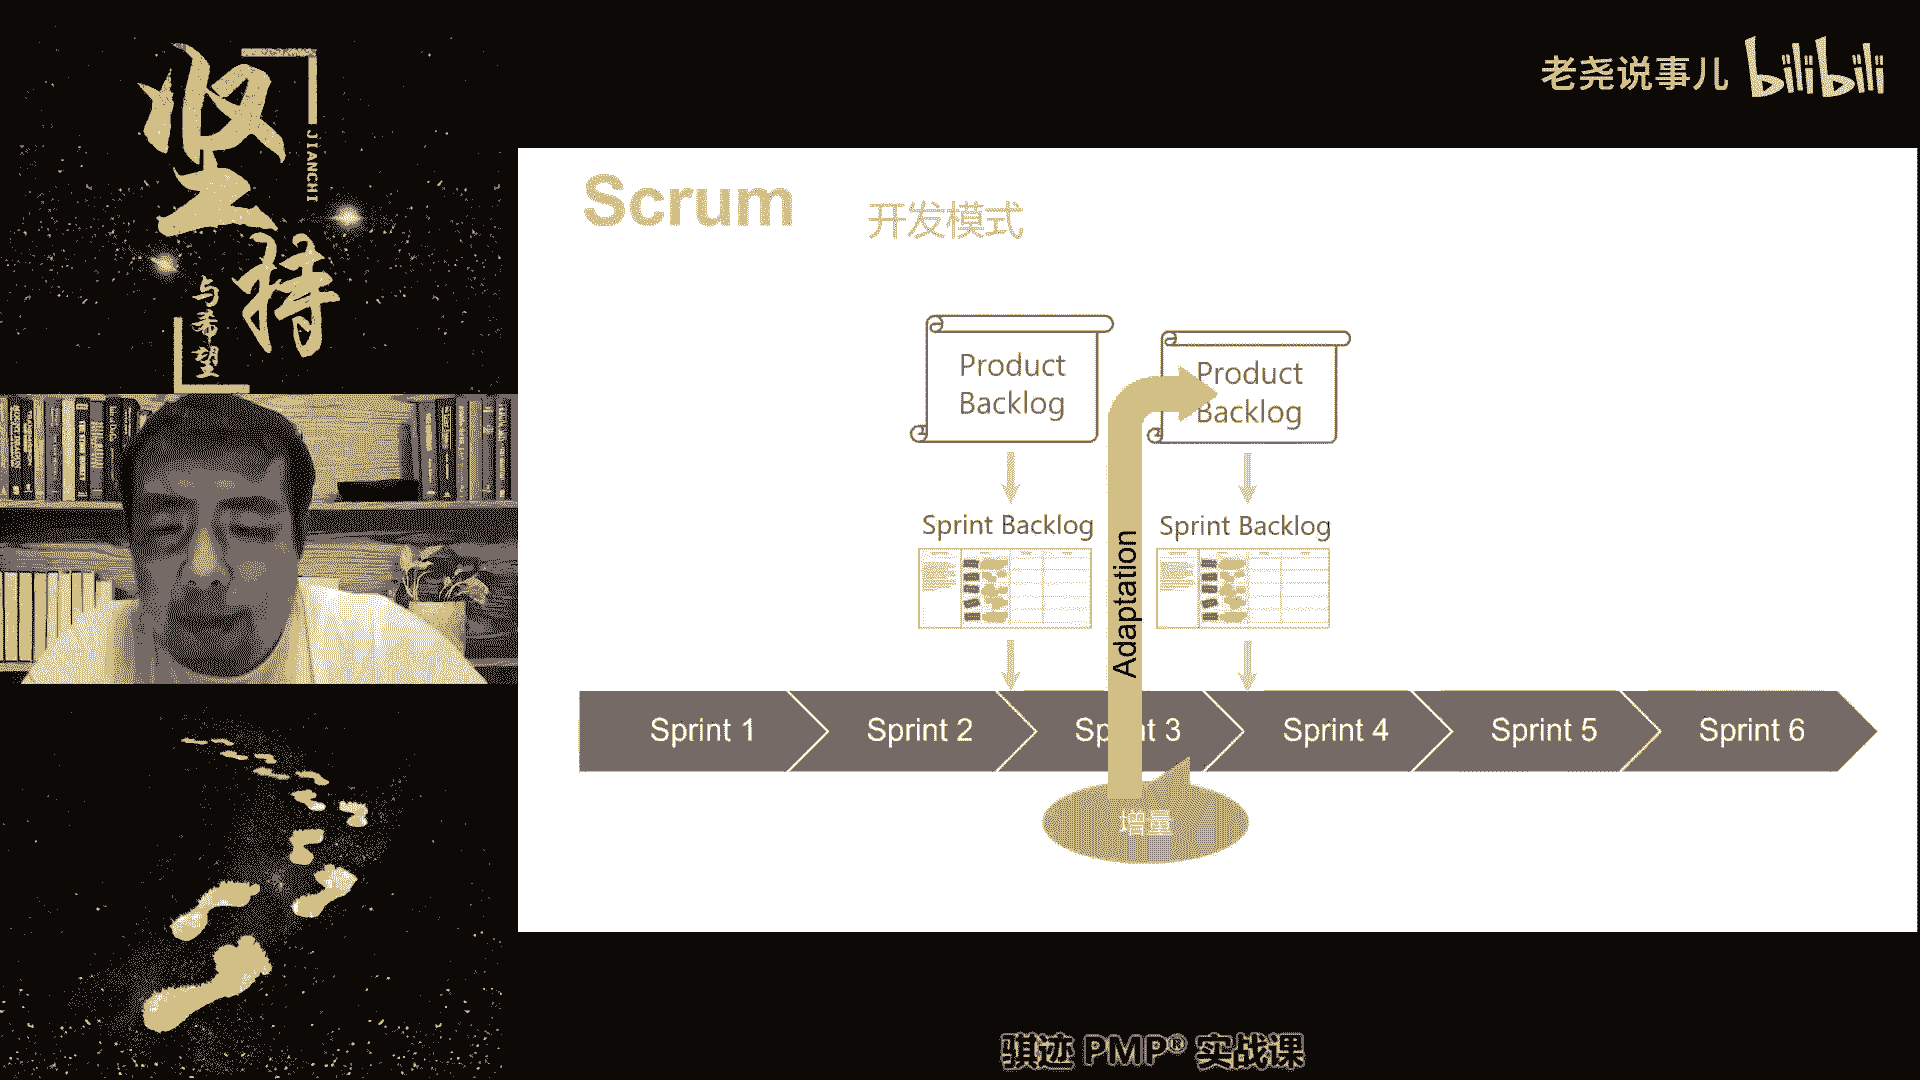 坚持
JIANCHI
与希望
老尧说事儿 bilibili
Scrum 开发模式
Product
Backlog
Product
Backlog
Sprint Backlog
Sprint Backlog
Adaptation
Sprint 1
Sprint 2
Sprint 3
Sprint 4
Sprint 5
Sprint 6
增量
骐迹 PMP® 实战课